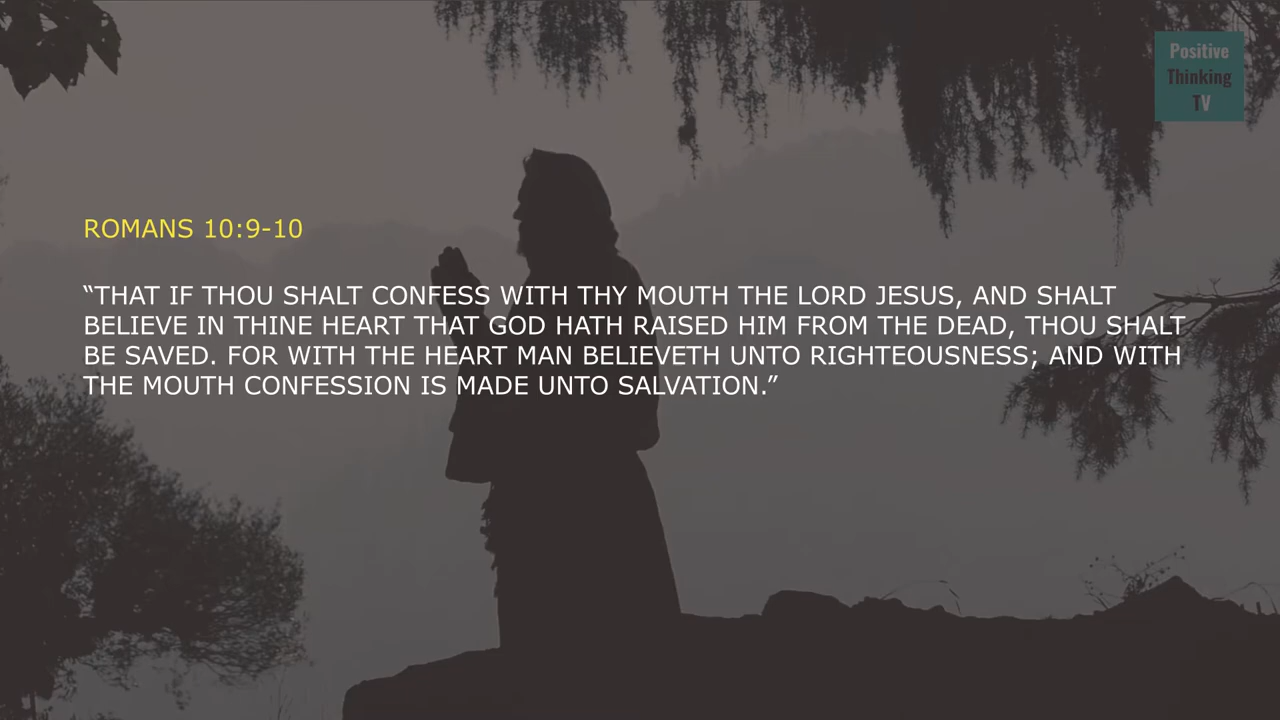 Positive
Thinking
TV
ROMANS 10:9-10
“THAT IF THOU SHALT CONFESS WITH THY MOUTH THE LORD JESUS, AND SHALT
BELIEVE IN THINE HEART THAT GOD HATH RAISED HIM FROM THE DEAD, THOU SHALT
BE SAVED. FOR WITH THE HEART MAN BELIEVETH UNTO RIGHTEOUSNESS; AND WITH
THE MOUTH CONFESSION IS MADE UNTO SALVATION.”